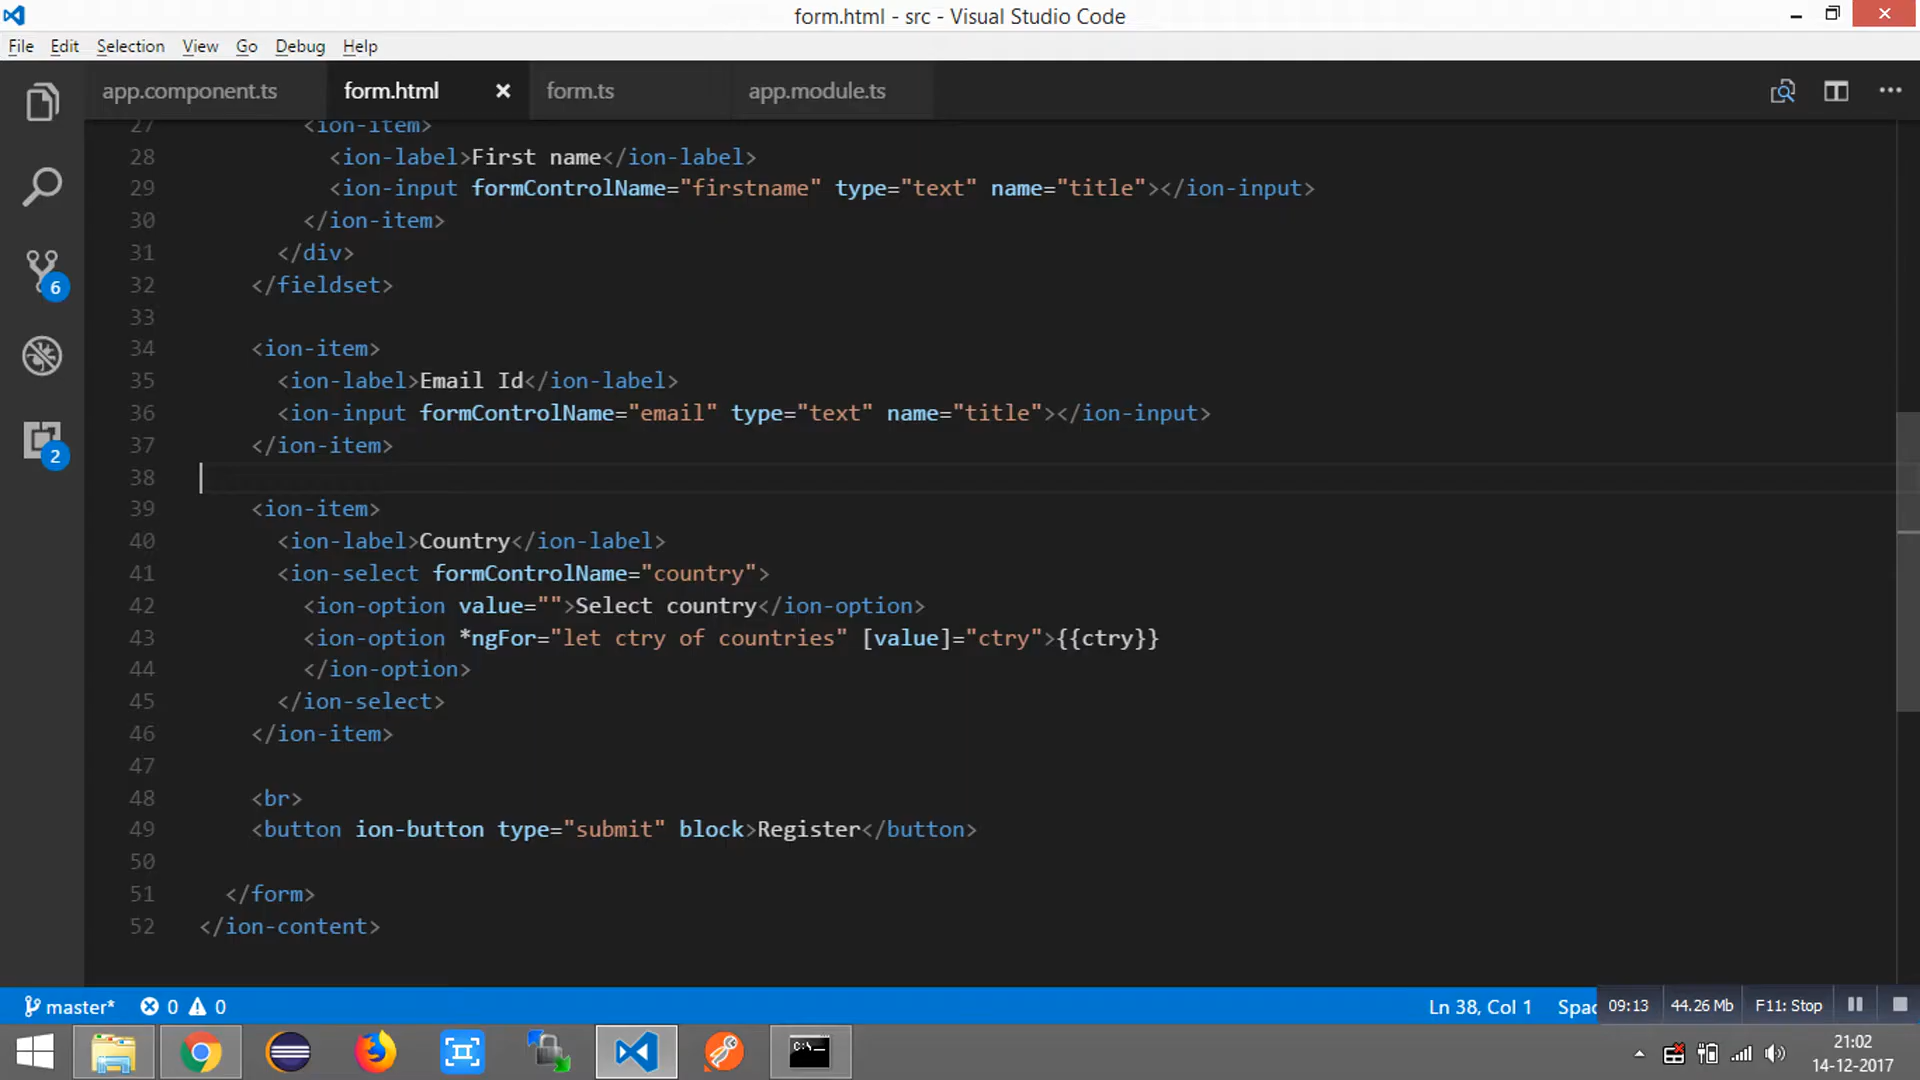 form.html - src - Visual Studio Code
File Edit Selection View Go Debug Help
app.component.ts form.html form.ts app.module.ts
27 <ion-item>
28 <ion-label>First name</ion-label>
29 <ion-input formControlName="firstname" type="text" name="title"></ion-input>
30 </ion-item>
31 </div>
32 </fieldset>
33
34 <ion-item>
35 <ion-label>Email Id</ion-label>
36 <ion-input formControlName="email" type="text" name="title"></ion-input>
37 </ion-item>
38
39 <ion-item>
40 <ion-label>Country</ion-label>
41 <ion-select formControlName="country">
42 <ion-option value="">Select country</ion-option>
43 <ion-option *ngFor="let ctry of countries" [value]="ctry">{{ctry}}
44 </ion-option>
45 </ion-select>
46 </ion-item>
47
48 <br>
49 <button ion-button type="submit" block>Register</button>
50
51 </form>
52 </ion-content>
6
2
master* 0 0 Ln 38, Col 1 Spac 09:13 44.26 Mb F11: Stop
C:\
21:02
14-12-2017